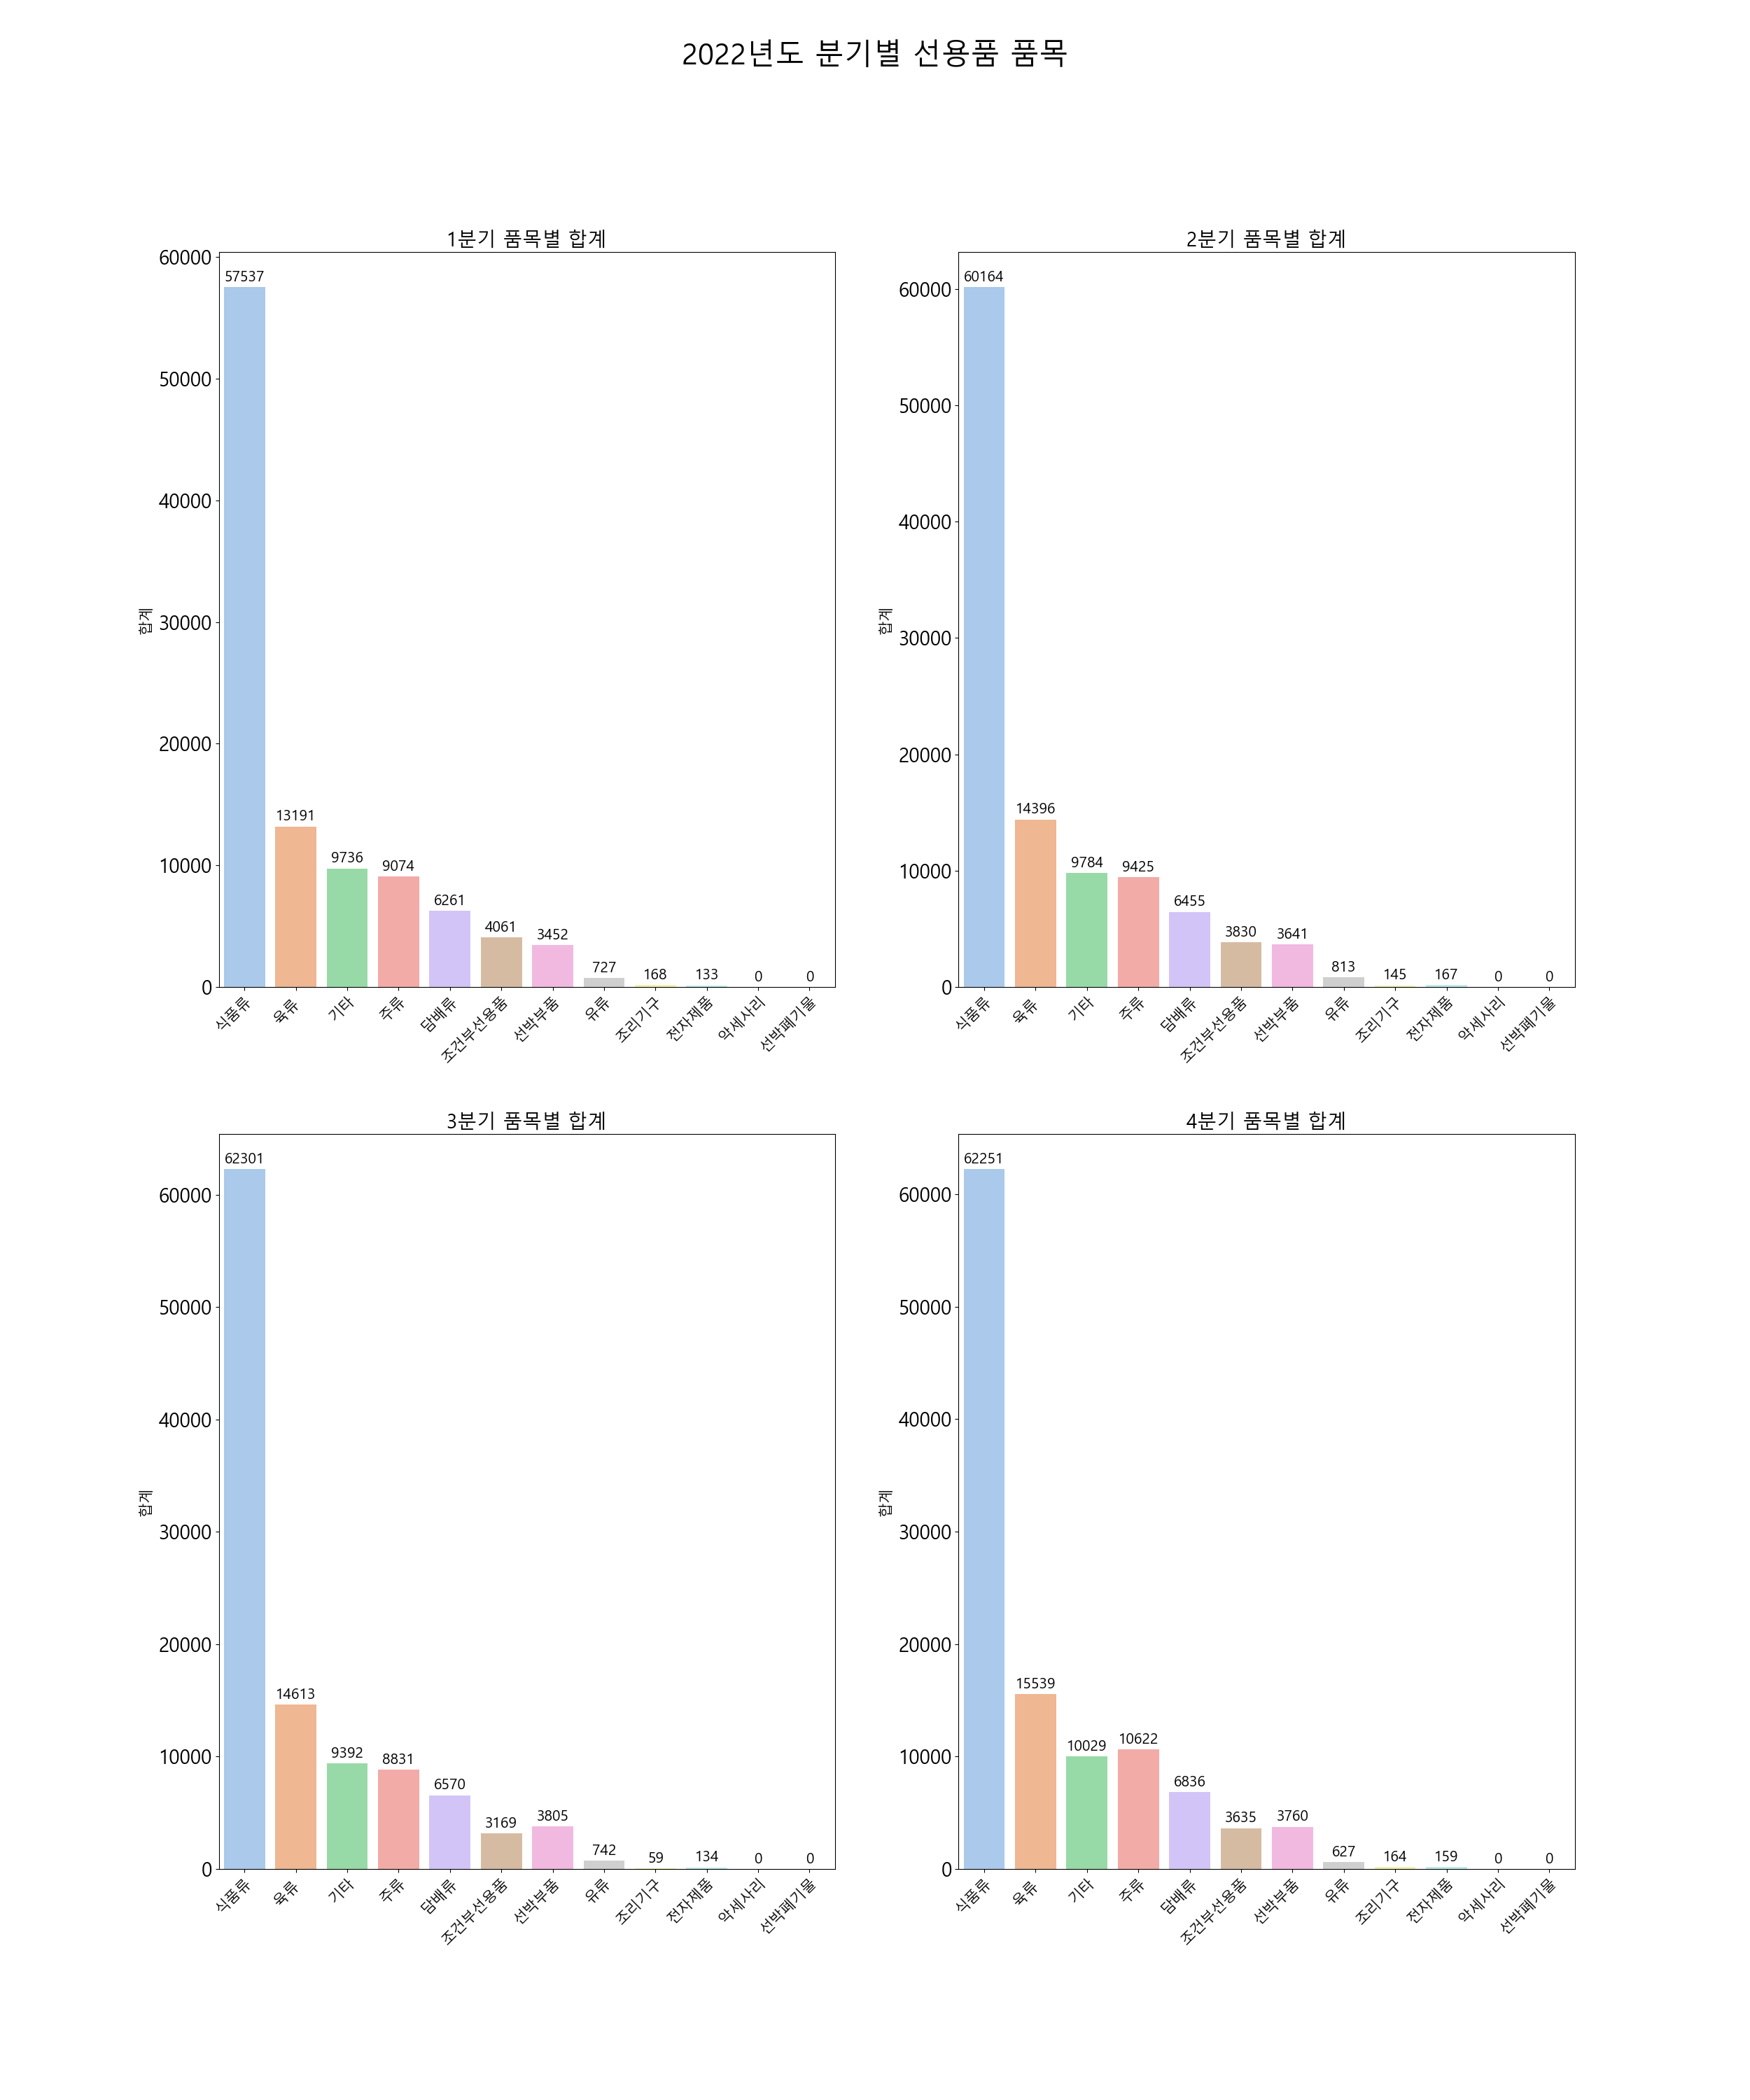 2022년도 분기별 선용품 품목
1분기 품목별 합계
합계
60000
50000
40000
30000
20000
10000
0
57537
13191
9736
9074
6261
4061
3452
727
168
133
0
0
식품류
육류
기타
주류
담배류
조건부선용품
선박부품
유류
조리기구
전자제품
악세사리
선박폐기물
2분기 품목별 합계
합계
60000
50000
40000
30000
20000
10000
0
60164
14396
9784
9425
6455
3830
3641
813
145
167
0
0
식품류
육류
기타
주류
담배류
조건부선용품
선박부품
유류
조리기구
전자제품
악세사리
선박폐기물
3분기 품목별 합계
합계
60000
50000
40000
30000
20000
10000
0
62301
14613
9392
8831
6570
3169
3805
742
59
134
0
0
식품류
육류
기타
주류
담배류
조건부선용품
선박부품
유류
조리기구
전자제품
악세사리
선박폐기물
4분기 품목별 합계
합계
60000
50000
40000
30000
20000
10000
0
62251
15539
10029
10622
6836
3635
3760
627
164
159
0
0
식품류
육류
기타
주류
담배류
조건부선용품
선박부품
유류
조리기구
전자제품
악세사리
선박폐기물